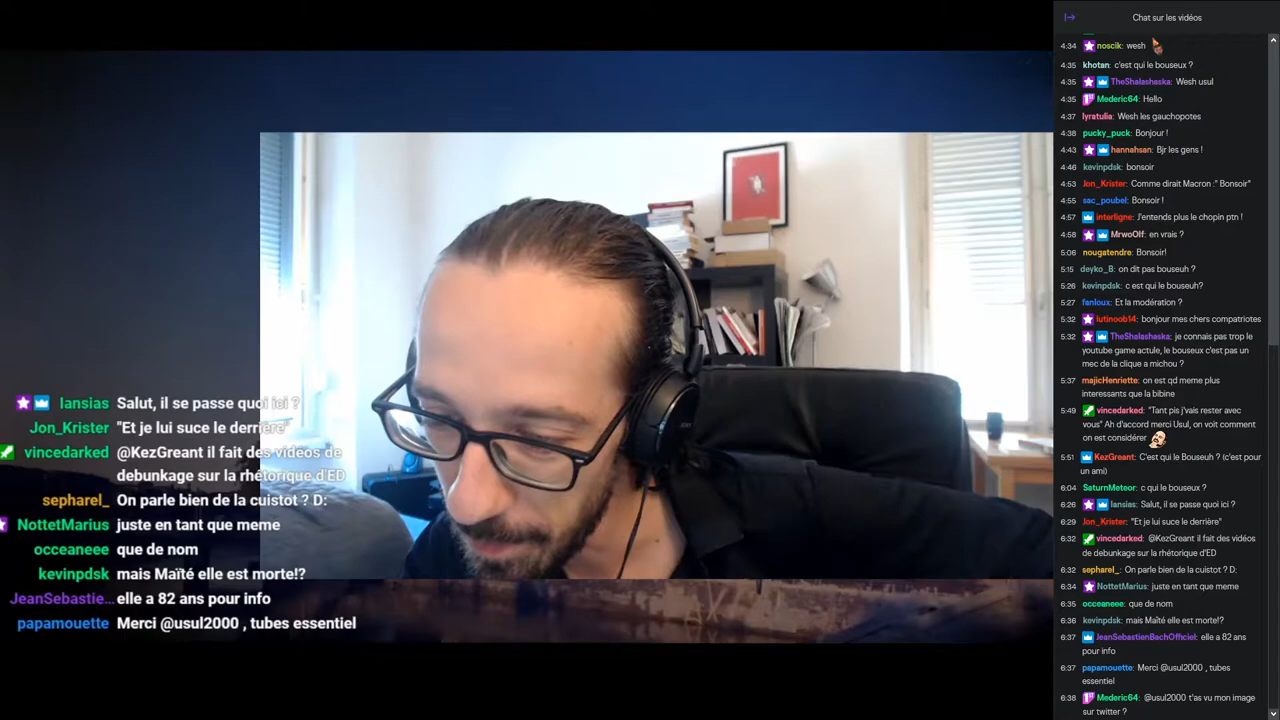 Chat sur les vidéos
4:34 noscik: wesh
4:35 khotan: c'est qui le bouseux ?
4:35 TheShalashaska: Wesh usul
4:35 Mederic64: Hello
4:37 lyratulia: Wesh les gauchopotes
4:38 pucky_puck: Bonjour !
4:43 hannahsan: Bjr les gens !
4:46 kevinpdsk: bonsoir
4:53 Jon_Krister: Comme dirait Macron :" Bonsoir"
4:55 sac_poubel: Bonsoir !
4:57 interligne: J'entends plus le chopin ptn !
4:58 MrwoOlf: en vrais ?
5:06 nougatendre: Bonsoir!
5:15 deyko_B: on dit pas bouseuh ?
5:26 kevinpdsk: c est qui le bouseuh?
5:27 fanloux: Et la modération ?
5:32 lutinoob14: bonjour mes chers compatriotes
5:32 TheShalashaska: je connais pas trop le
youtube game actule, le bouseux c'est pas un
mec de la clique a michou ?
5:37 majicHenriette: on est qd meme plus
interessants que la bibine
5:49 vincedarked: "Tant pis j'vais rester avec
vous" Ah d'accord merci Usul, on voit comment
on est considérer
5:51 KezGreant: C'est qui le Bouseuh ? (c'est pour
un ami)
6:04 SaturnMeteor: c qui le bouseux ?
6:26 Iansias: Salut, il se passe quoi ici ?
6:29 Jon_Krister: "Et je lui suce le derrière"
6:32 vincedarked: @KezGreant il fait des vidéos
de debunkage sur la rhétorique d'ED
6:32 sepharel_: On parle bien de la cuistot ? D:
6:34 NottetMarius: juste en tant que meme
6:35 occeaneee: que de nom
6:36 kevinpdsk: mais Maïté elle est morte!?
6:37 JeanSebastienBachOfficiel: elle a 82 ans
pour info
6:37 papamouette: Merci @usul2000 , tubes
essentiel
6:38 Mederic64: @usul2000 t'as vu mon image
sur twitter ?
Iansias Salut, il se passe quoi ici ?
Jon_Krister "Et je lui suce le derrière"
vincedarked @KezGreant il fait des vidéos de
debunkage sur la rhétorique d'ED
sepharel_ On parle bien de la cuistot ? D:
NottetMarius juste en tant que meme
occeaneee que de nom
kevinpdsk mais Maïté elle est morte!?
JeanSebastie... elle a 82 ans pour info
papamouette Merci @usul2000 , tubes essentiel